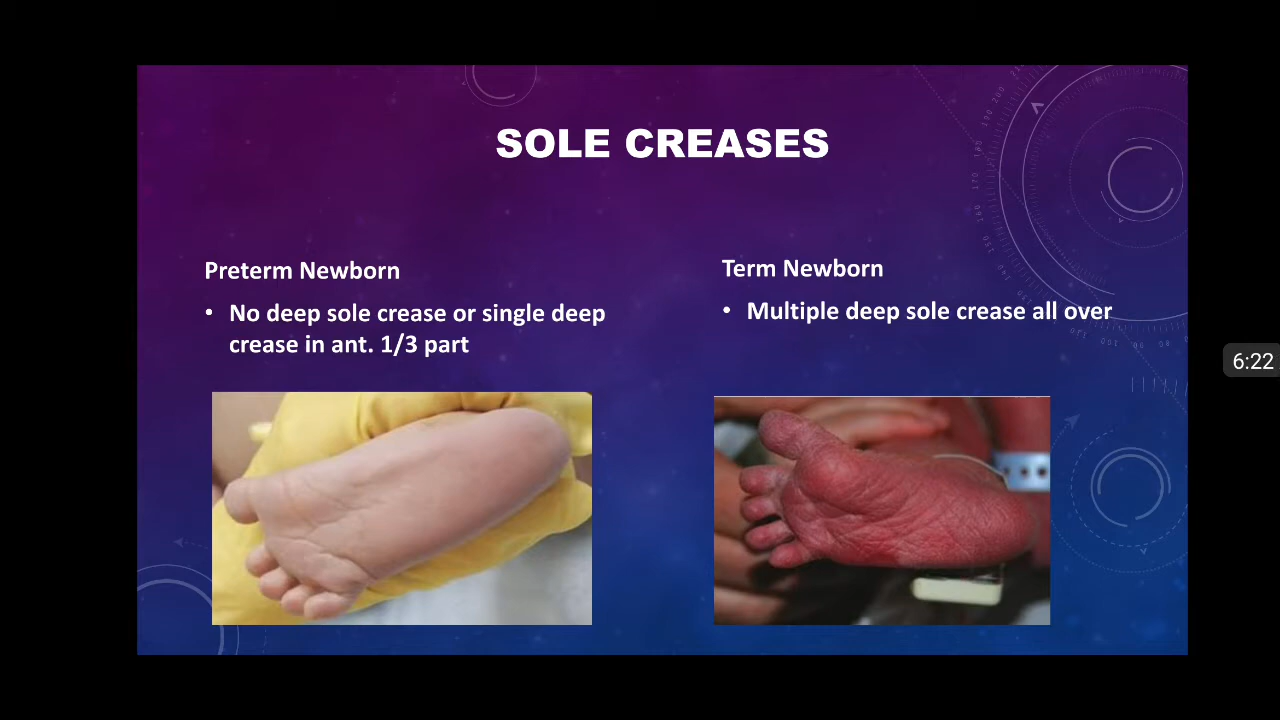 SOLE CREASES
Preterm Newborn
• No deep sole crease or single deep
crease in ant. 1/3 part
Term Newborn
• Multiple deep sole crease all over
6:22